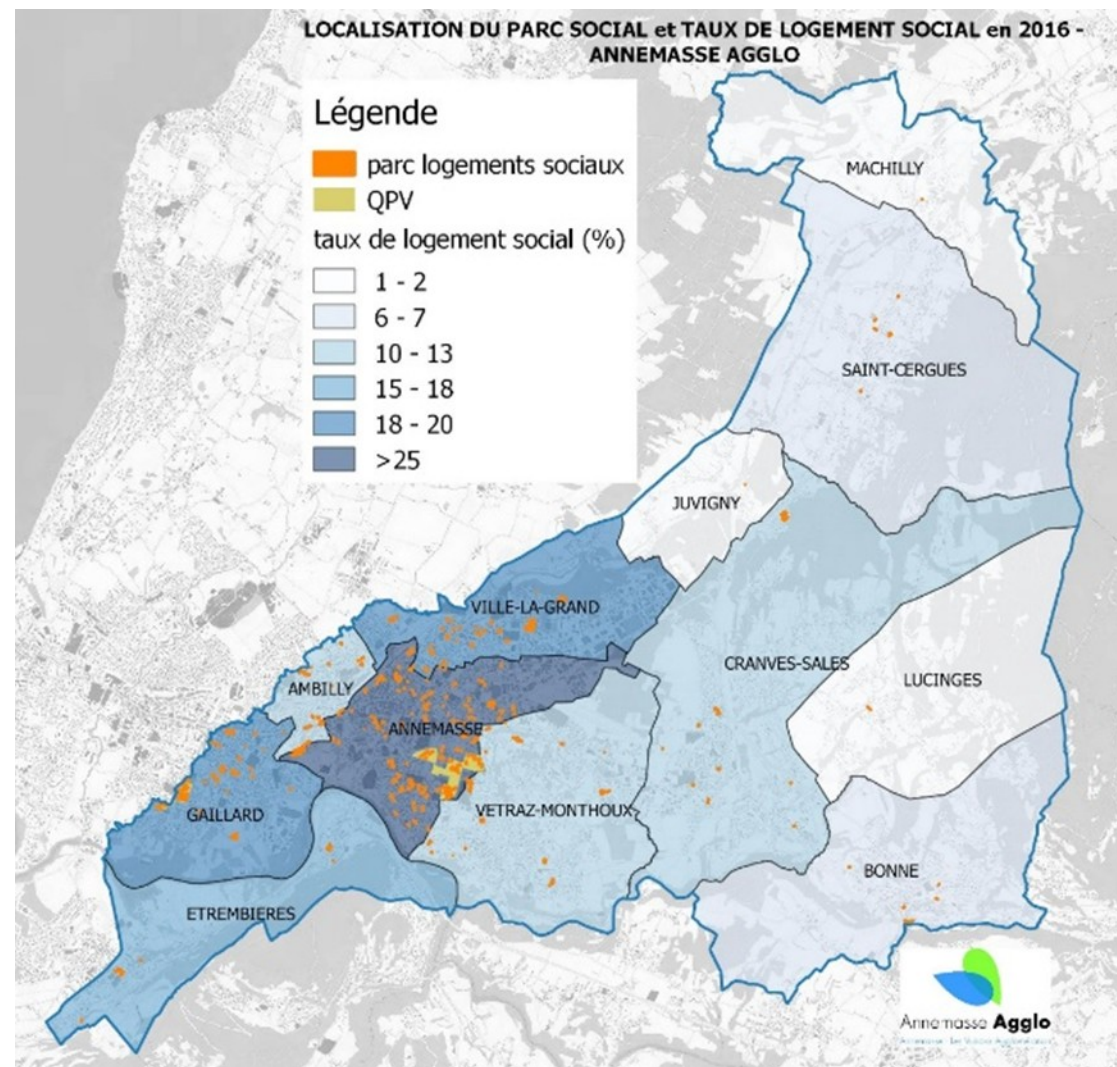 LOCALISATION DU PARC SOCIAL et TAUX DE LOGEMENT SOCIAL en 2016 -
ANNEMASSE AGGLO
Légende
parc logements sociaux
QPV
taux de logement social (%)
1 - 2
6 - 7
10 - 13
15 - 18
18 - 20
>25
MACHILLY
SAINT-CERGUES
JUVIGNY
VILLE-LA-GRAND
CRANVES-SALES
LUCINGES
AMBILLY
ANNEMASSE
GAILLARD
VETRAZ-MONTHOUX
BONNE
ETREMBIERES
Annemasse Agglo